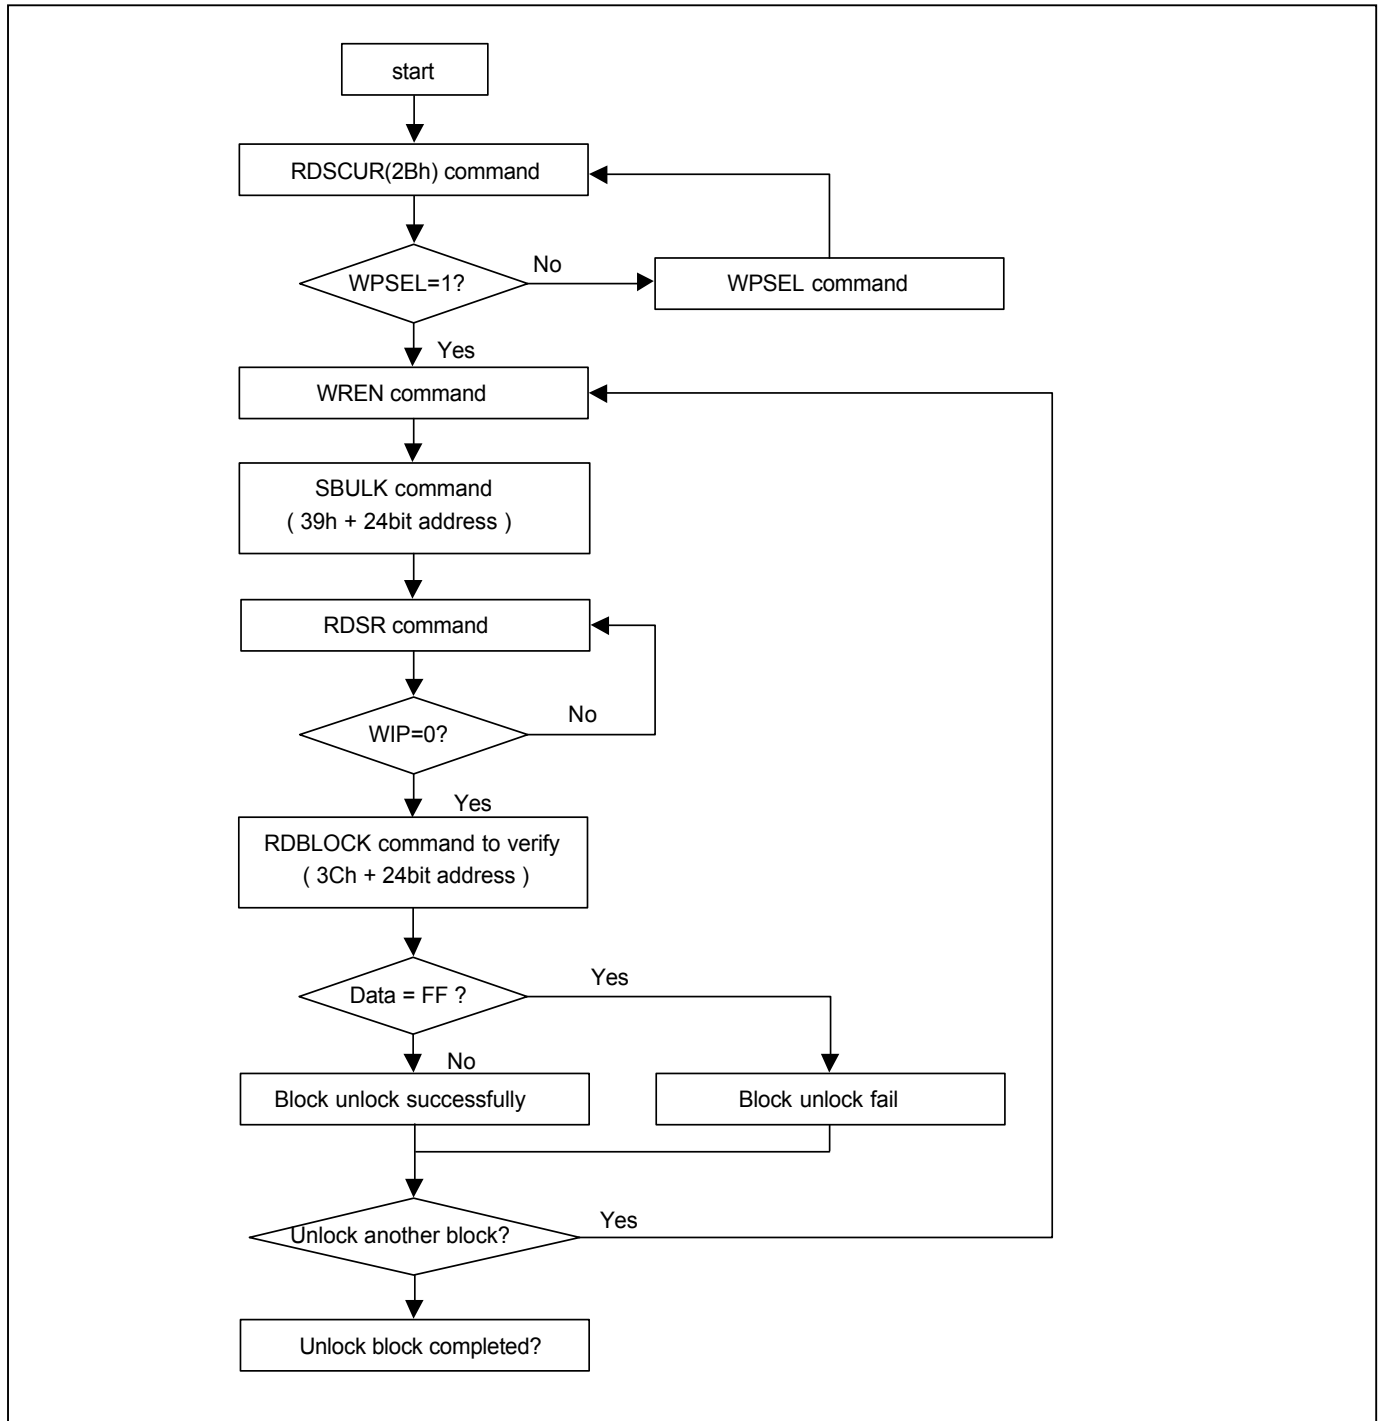 start
RDSCUR(2Bh) command
WPSEL=1?
No
WPSEL command
Yes
WREN command
SBULK command
( 39h + 24bit address )
RDSR command
WIP=0?
No
Yes
RDBLOCK command to verify
( 3Ch + 24bit address )
Data = FF ?
Yes
No
Block unlock successfully
Block unlock fail
Unlock another block?
Yes
Unlock block completed?